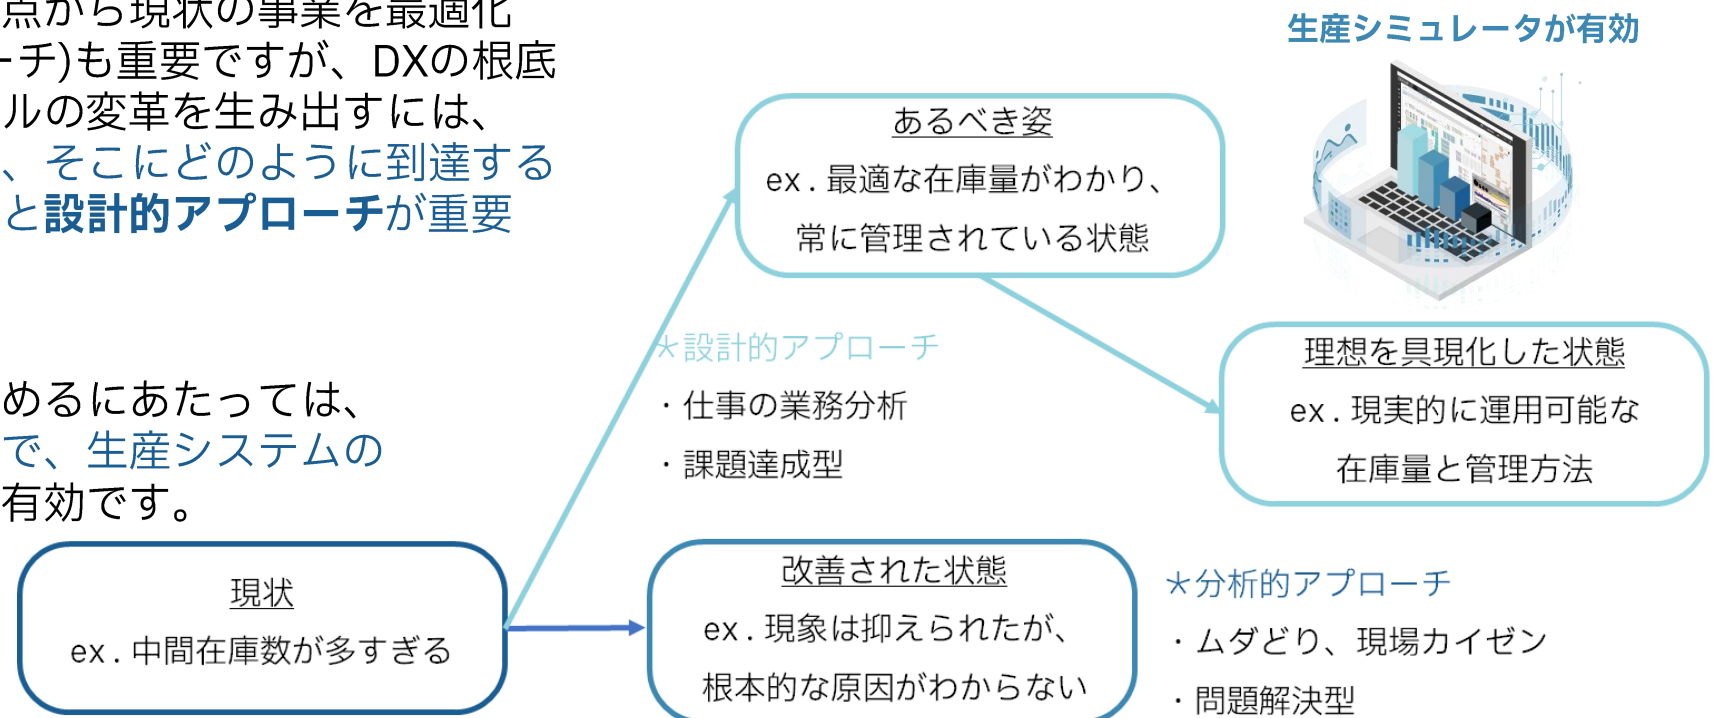 点から現状の事業を最適化
ーチ)も重要ですが、DXの根底
ルの変革を生み出すには、
、そこにどのように到達する
と設計的アプローチが重要
めるにあたっては、
で、生産システムの
有効です。
生産シミュレータが有効
あるべき姿
ex . 最適な在庫量がわかり、
常に管理されている状態
＊設計的アプローチ
・仕事の業務分析
・課題達成型
理想を具現化した状態
ex . 現実的に運用可能な
在庫量と管理方法
現状
ex . 中間在庫数が多すぎる
改善された状態
ex . 現象は抑えられたが、
根本的な原因がわからない
＊分析的アプローチ
・ムダどり、現場カイゼン
・問題解決型